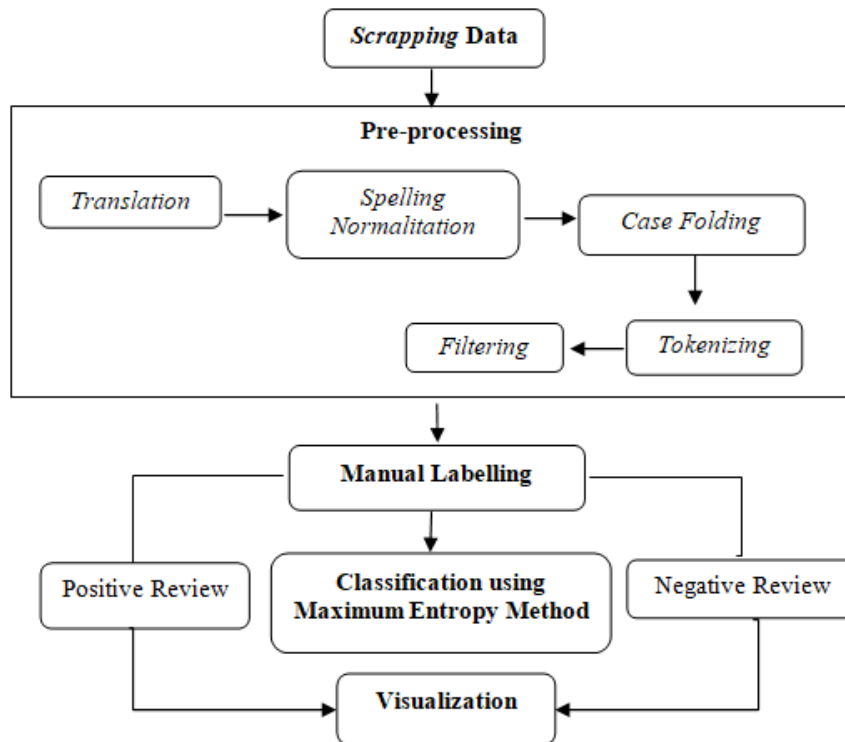 Scrapping Data
Pre-processing
Translation
Spelling
Normalitation
Case Folding
Filtering
Tokenizing
Manual Labelling
Positive Review
Classification using
Maximum Entropy Method
Negative Review
Visualization